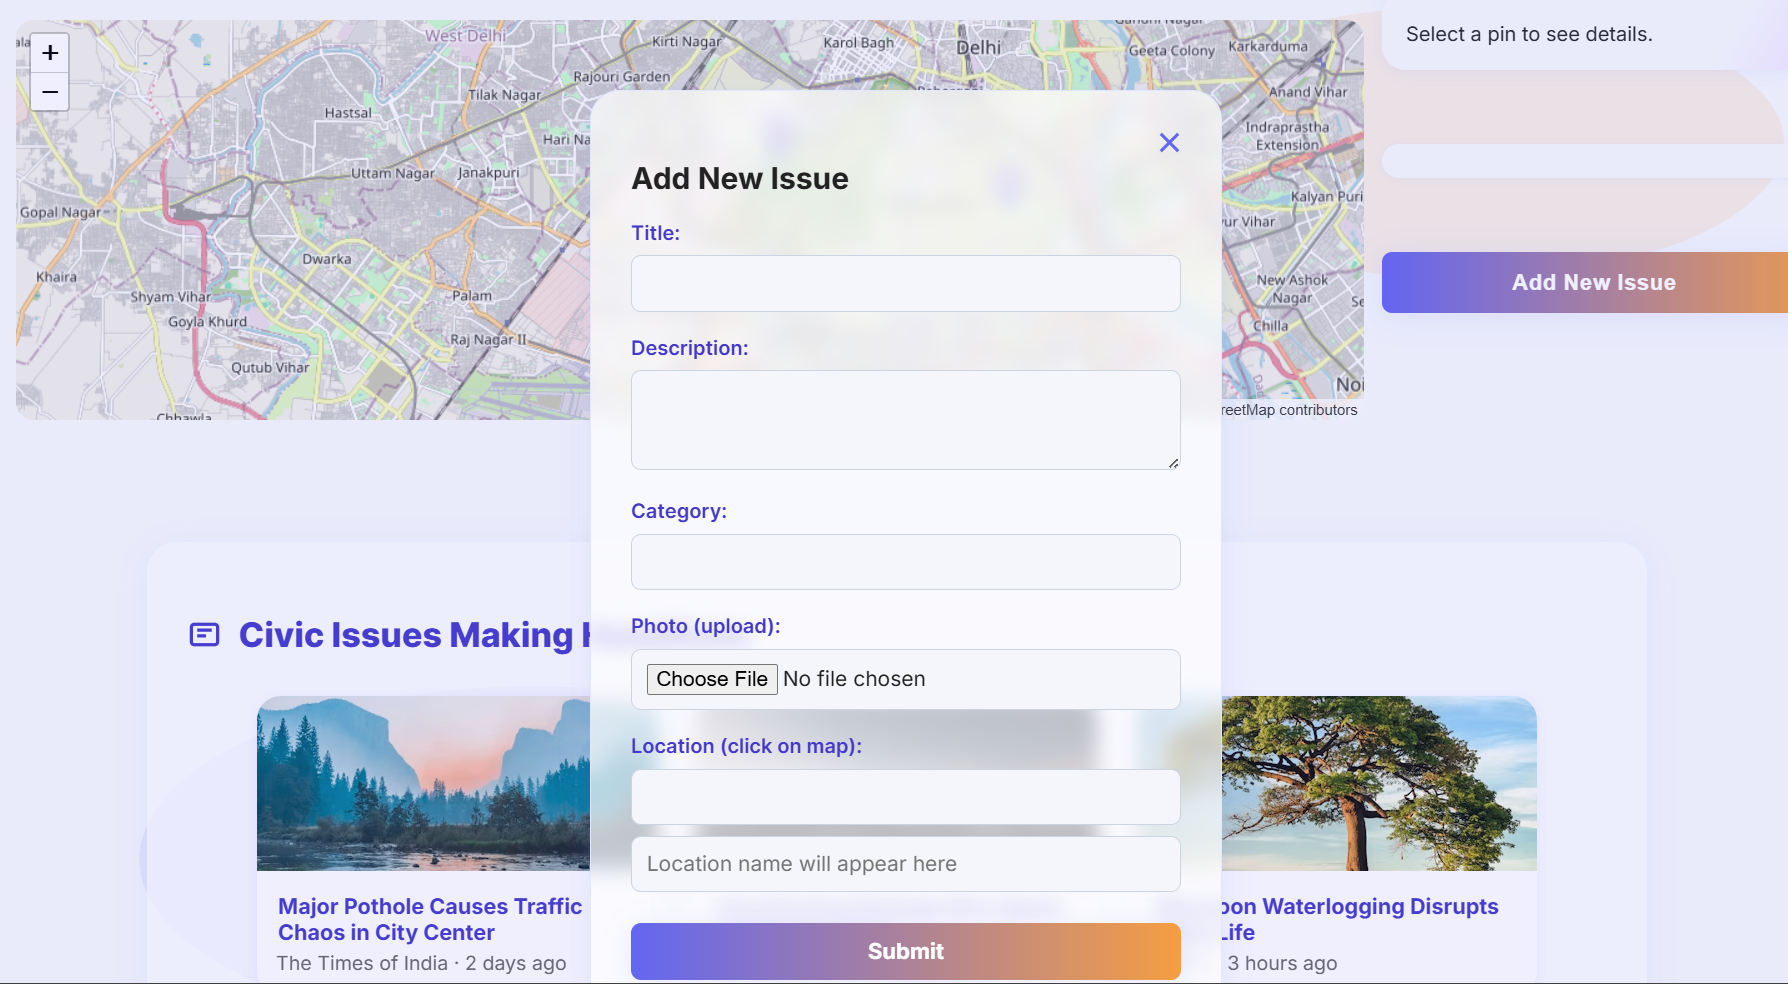 West Delhi
Kirti Nagar
Karol Bagh
Delhi
Geeta Colony
Karkarduma
Select a pin to see details.
+
−
Rajouri Garden
Tilak Nagar
Anand Vihar
Hastsal
Hari Na
Indraprastha
Extension
Uttam Nagar
Janakpuri
Add New Issue
Kalyan Puri
Gopal Nagar
ur Vihar
Title:
Dwarka
Khaira
New Ashok
Nagar
Add New Issue
Shyam Vihar
Palam
Goyla Khurd
Chilla
Raj Nagar II
Description:
Qutub Vihar
Noi
Chhawla
reetMap contributors
Category:
Photo (upload):
Civic Issues Making
Choose File No file chosen
Location (click on map):
Location name will appear here
Major Pothole Causes Traffic
Chaos in City Center
The Times of India · 2 days ago
oon Waterlogging Disrupts
Life
3 hours ago
Submit